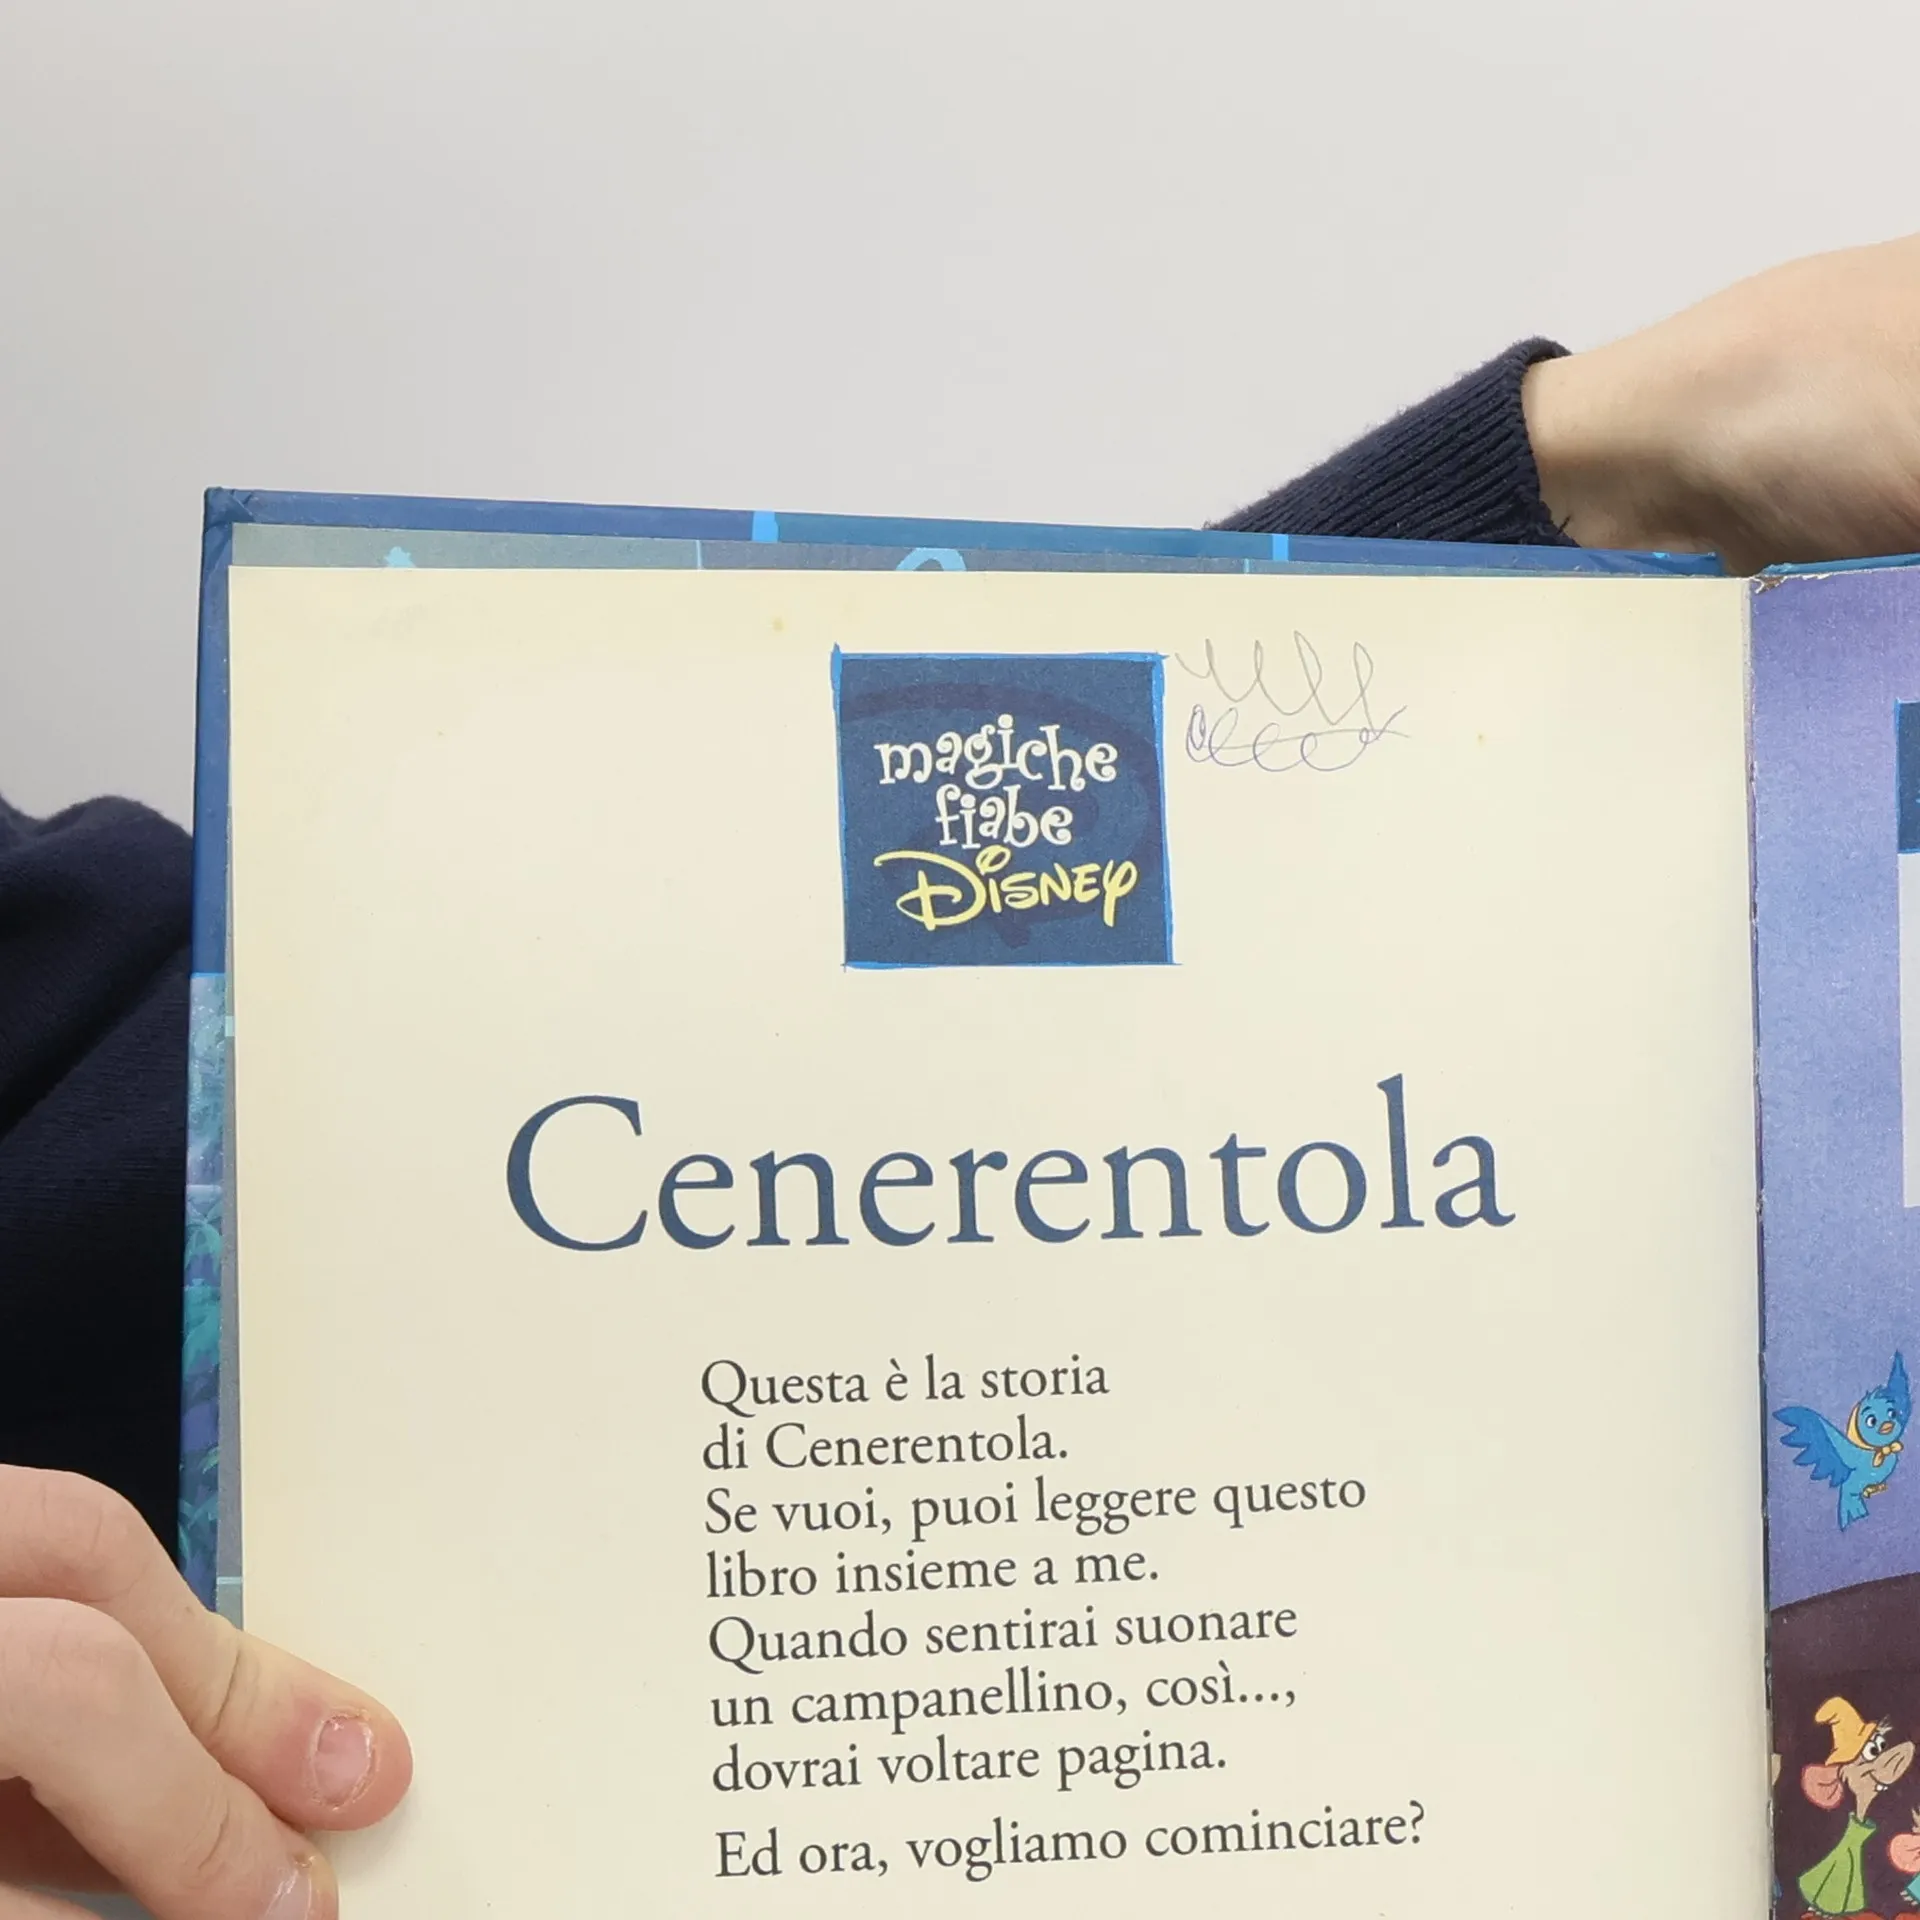 magiche
fiabe
DISNEY
Cenerentola
Questa è la storia
di Cenerentola.
Se vuoi, puoi leggere questo
libro insieme a me.
Quando sentirai suonare
un campanellino, così...,
dovrai voltare pagina.
Ed ora, vogliamo cominciare?